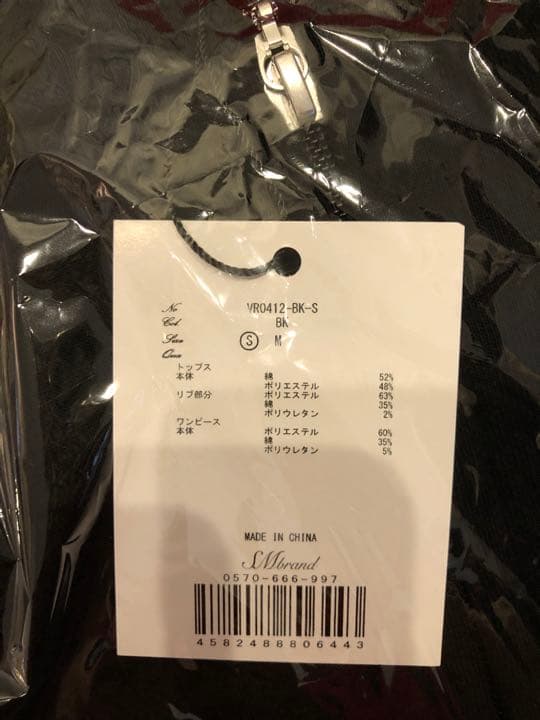 No VR0412-BK-S
Col BK
Size S M
Qua
トップス
本体 綿 52%
ポリエステル 48%
リブ部分 ポリエステル 63%
綿 35%
ポリウレタン 2%
ワンピース
本体 ポリエステル 60%
綿 35%
ポリウレタン 5%
MADE IN CHINA
SMbrand
0570-666-997
4582488806443